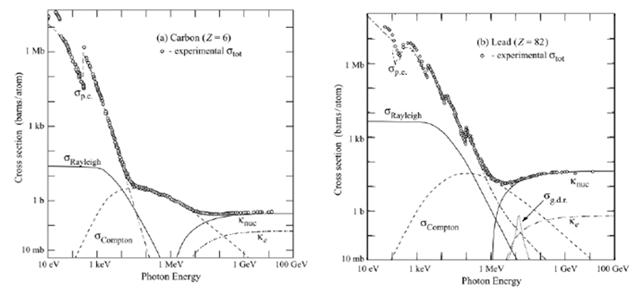 (a) Carbon (Z = 6)
o - experimental σtot
σp.e.
σRayleigh
σCompton
κnuc
κe
Cross section (barns/atom)
1 Mb
1 kb
1 b
10 mb
10 eV
1 keV
1 MeV
1 GeV
100 GeV
Photon Energy
(b) Lead (Z = 82)
o - experimental σtot
σp.e.
σRayleigh
σCompton
κnuc
σg.d.r.
κe
Cross section (barns/atom)
1 Mb
1 kb
1 b
10 mb
10 eV
1 keV
1 MeV
1 GeV
100 GeV
Photon Energy